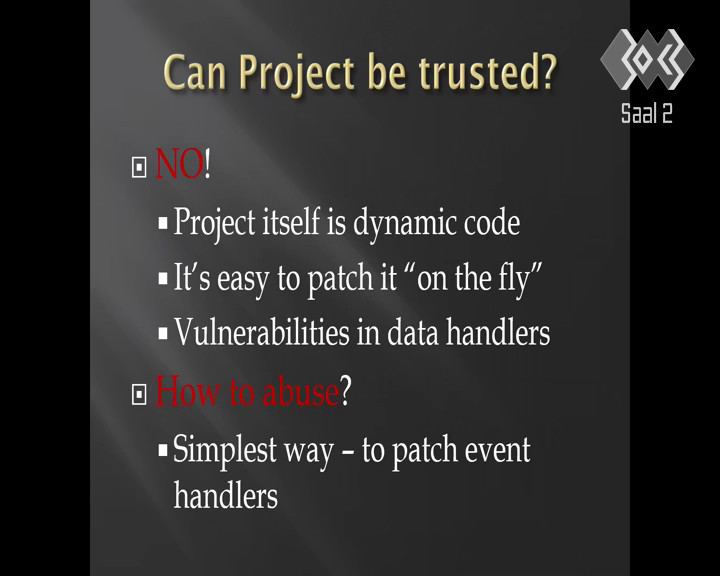 Can Project be trusted?
Saal 2
NO!
Project itself is dynamic code
It's easy to patch it “on the fly”
Vulnerabilities in data handlers
How to abuse?
Simplest way – to patch event
handlers